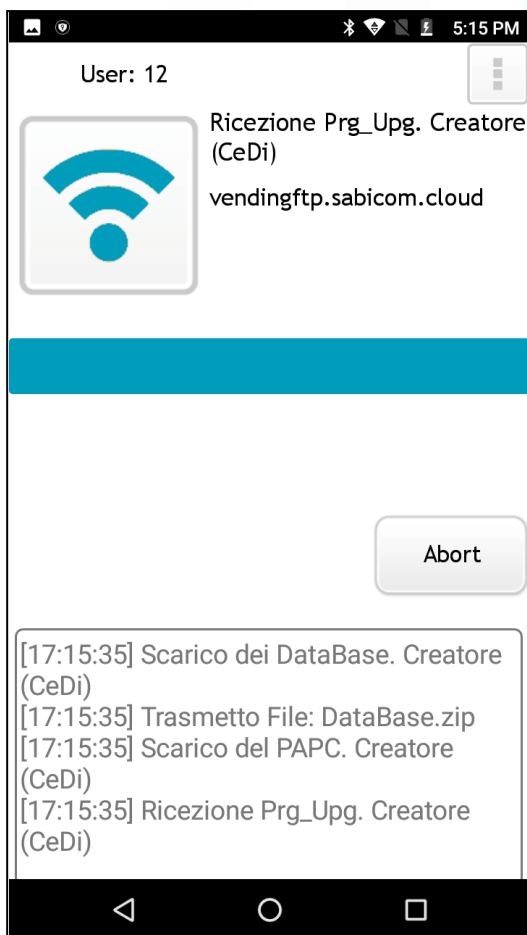 5:15 PM
User: 12
Ricezione Prg_Upg. Creatore
(CeDi)
vendingftp.sabicom.cloud
Abort
[17:15:35] Scarico dei DataBase. Creatore
(CeDi)
[17:15:35] Trasmetto File: DataBase.zip
[17:15:35] Scarico del PAPC. Creatore
(CeDi)
[17:15:35] Ricezione Prg_Upg. Creatore
(CeDi)